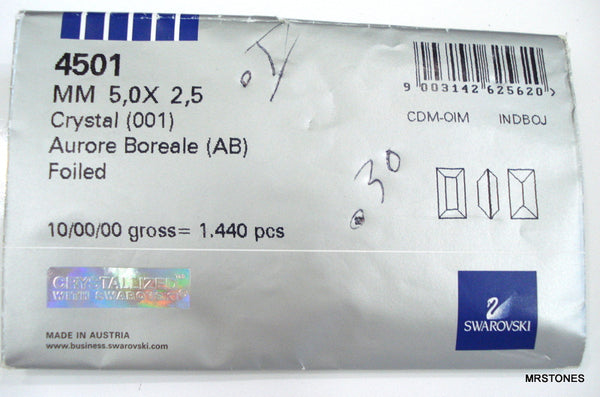 4501
MM 5,0X 2,5
Crystal (001)
Aurore Boreale (AB)
Foiled
10/00/00 gross= 1.440 pcs
9 003142 625620 >
CDM-OIM INDBOJ
.30
CRYSTALLIZED™
WITH SWAROVSKI
MADE IN AUSTRIA
www.business.swarovski.com
SWAROVSKI
MRSTONES